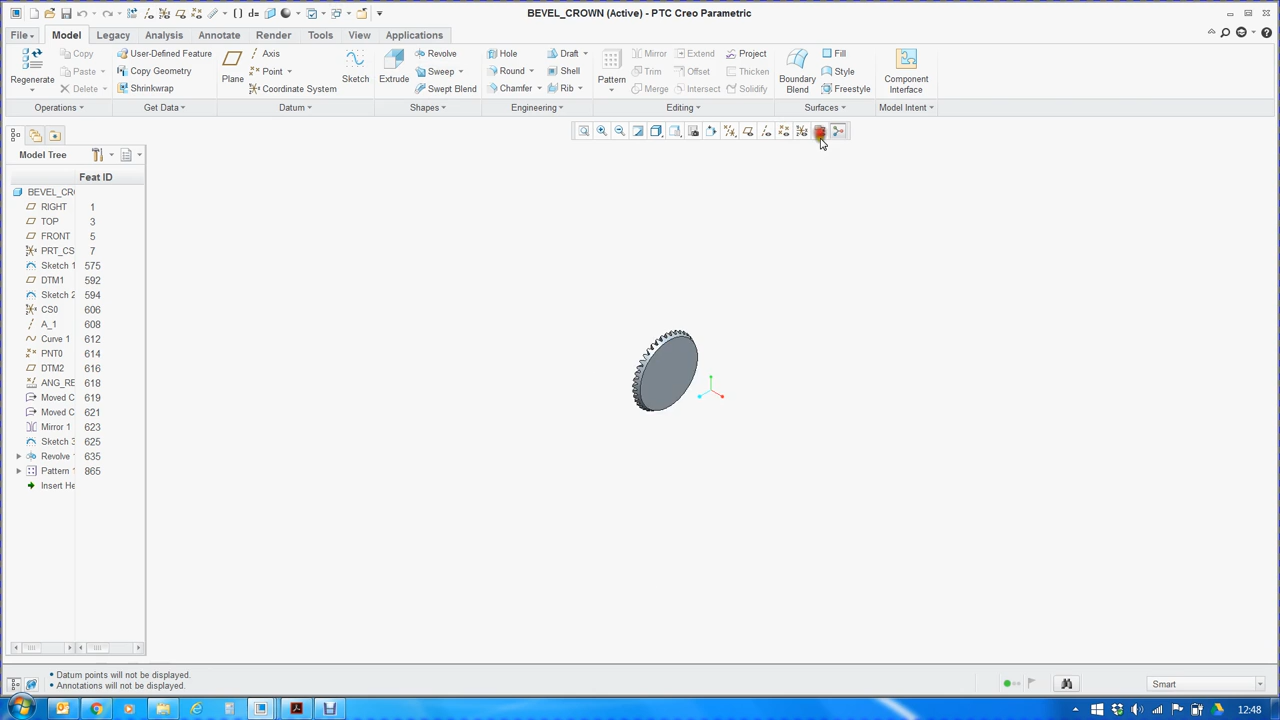 BEVEL_CROWN (Active) - PTC Creo Parametric
File Model Legacy Analysis Annotate Render Tools View Applications
Regenerate Copy Paste Delete
User-Defined Feature
Copy Geometry
Shrinkwrap
Plane Axis Point Coordinate System Sketch
Extrude Revolve Sweep Swept Blend
Hole Round Chamfer Draft Shell Rib
Pattern Mirror Trim Merge Extend Offset Intersect Project Thicken Solidify
Boundary Blend Fill Style Freestyle
Component Interface
Operations Get Data Datum Shapes Engineering Editing Surfaces Model Intent
Model Tree
Feat ID
BEVEL_CR
RIGHT 1
TOP 3
FRONT 5
PRT_CS 7
Sketch 1 575
DTM1 592
Sketch 2 594
CS0 606
A_1 608
Curve 1 612
PNT0 614
DTM2 616
ANG_RE 618
Moved C 619
Moved C 621
Mirror 1 623
Sketch 3 625
Revolve 635
Pattern 1 865
Insert He
• Datum points will not be displayed.
• Annotations will not be displayed.
Smart
12:48